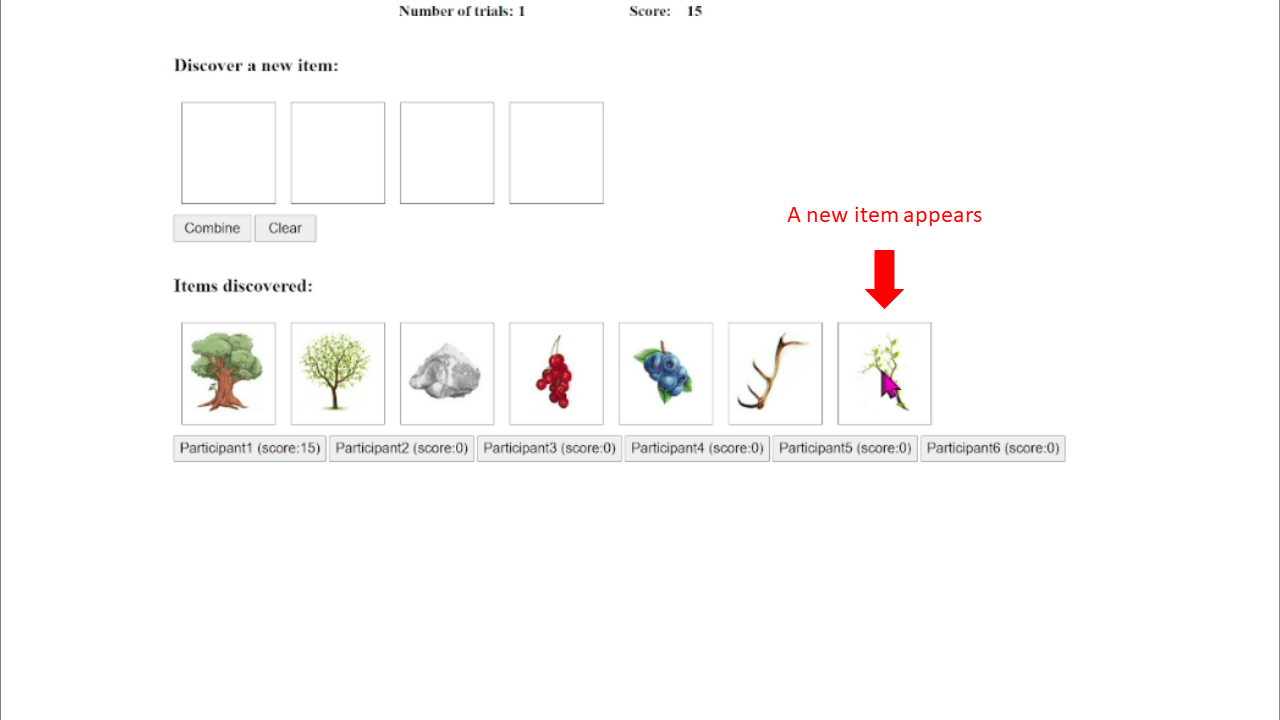 Number of trials: 1 Score: 15
Discover a new item:
Combine Clear
A new item appears
Items discovered:
Participant1 (score:15) Participant2 (score:0) Participant3 (score:0) Participant4 (score:0) Participant5 (score:0) Participant6 (score:0)